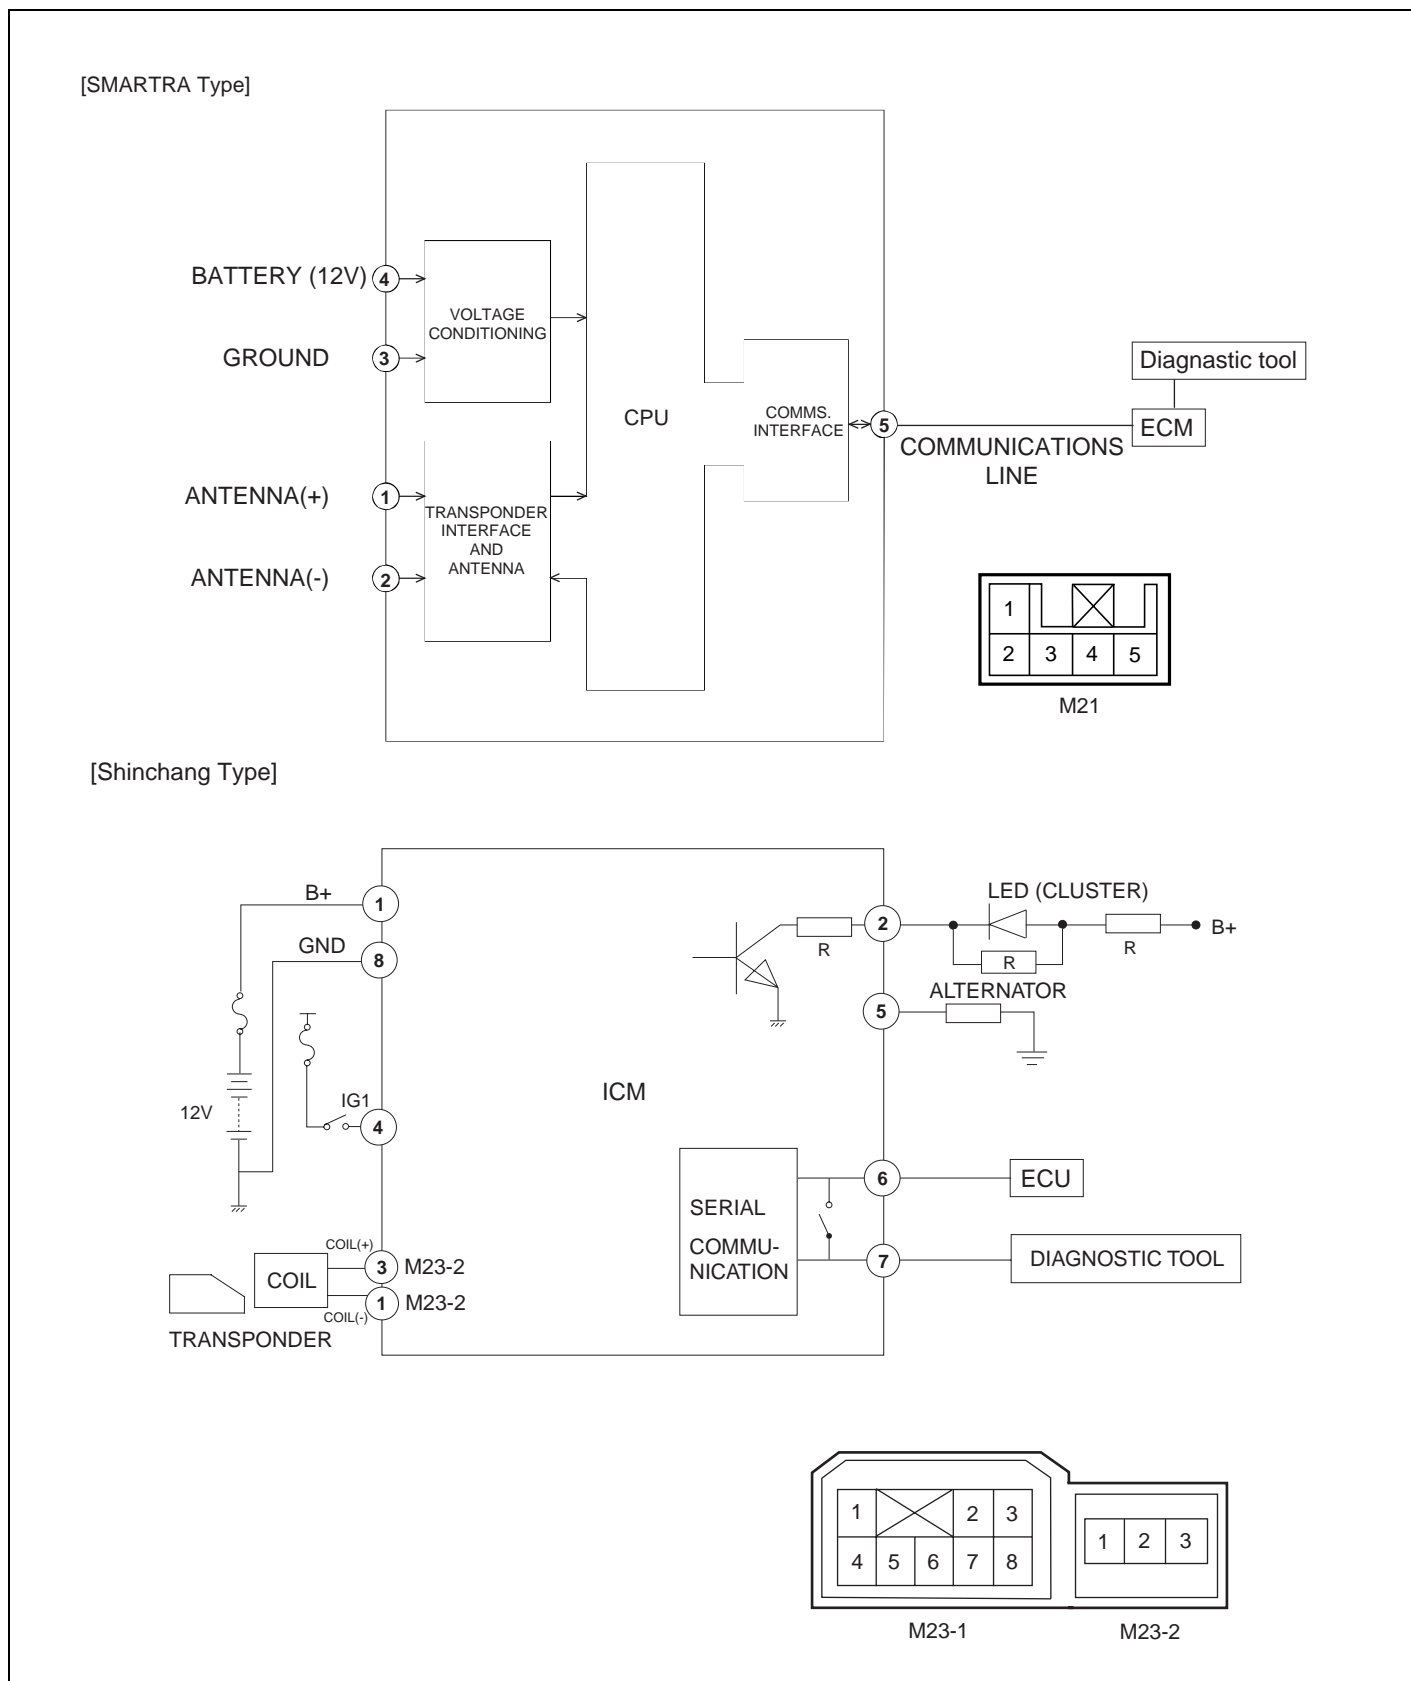 [SMARTRA Type]
BATTERY (12V)
4
VOLTAGE
CONDITIONING
GROUND
3
CPU
COMMS.
INTERFACE
5
COMMUNICATIONS
LINE
Diagnastic tool
ECM
ANTENNA(+)
1
TRANSPONDER
INTERFACE
AND
ANTENNA
ANTENNA(-)
2
1
2 3 4 5
M21
[Shinchang Type]
B+
1
GND
8
12V
IG1
4
COIL(+)
COIL
3 M23-2
1 M23-2
COIL(-)
TRANSPONDER
ICM
R
2
LED (CLUSTER)
R
R
B+
ALTERNATOR
5
SERIAL
COMMU-
NICATION
6
ECU
7
DIAGNOSTIC TOOL
1 2 3
4 5 6 7 8
M23-1
1 2 3
M23-2